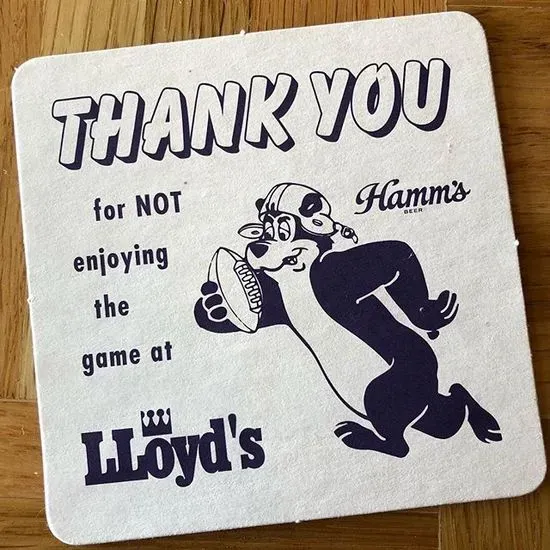 THANK YOU
for NOT
enjoying
the
game at
LLoyd's
Hamm's
BEER